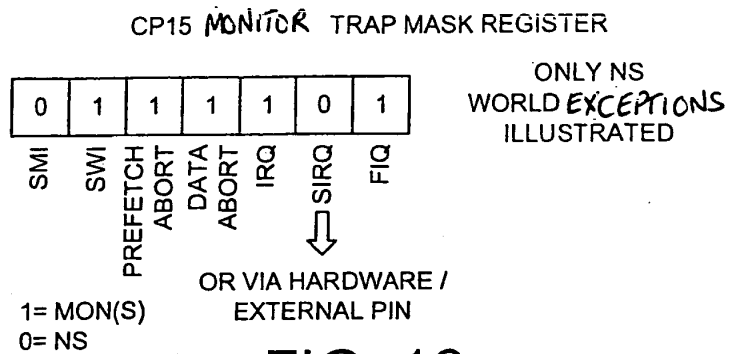 CP15 MONITOR TRAP MASK REGISTER
ONLY NS
WORLD EXCEPTIONS
ILLUSTRATED
0 1 1 1 1 0 1
SMI
SWI
PREFETCH
ABORT
DATA
ABORT
IRQ
SIRQ
FIQ
OR VIA HARDWARE /
EXTERNAL PIN
1= MON(S)
0= NS